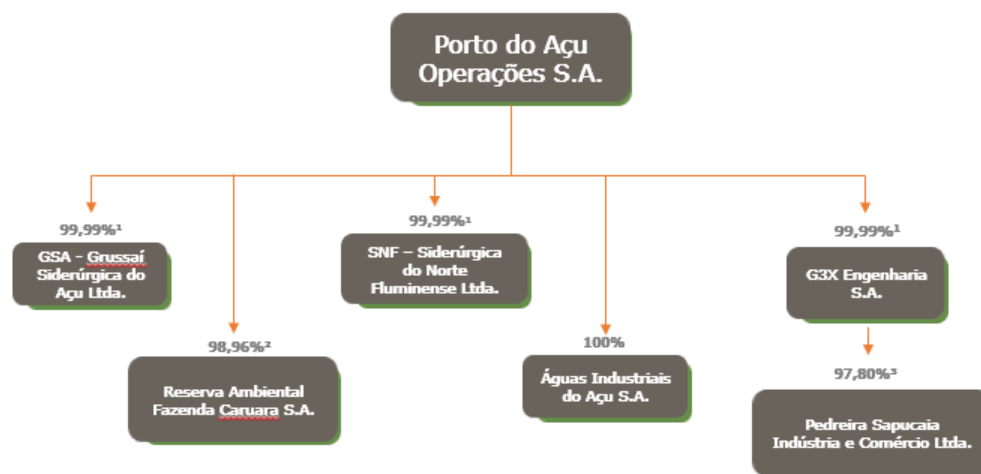 Porto do Açu
Operações S.A.
99,99%¹
GSA - Grussaí
Siderúrgica do
Açu Ltda.
99,99%¹
SNF – Siderúrgica
do Norte
Fluminense Ltda.
99,99%¹
G3X Engenharia
S.A.
98,96%²
Reserva Ambiental
Fazenda Caruara S.A.
100%
Águas Industriais
do Açu S.A.
97,80%³
Pedreira Sapucaia
Indústria e Comércio Ltda.